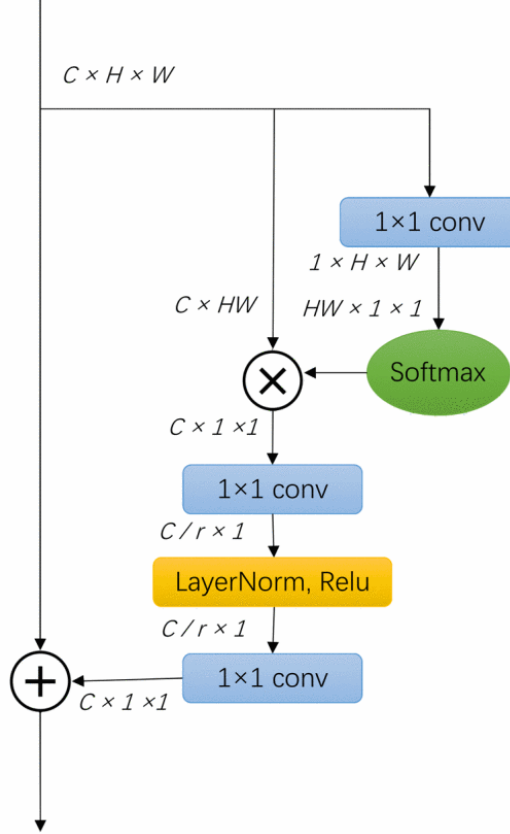 C × H × W
1×1 conv
1 × H × W
C × HW
HW × 1 × 1
Softmax
C × 1 ×1
1×1 conv
C / r × 1
LayerNorm, Relu
C / r × 1
1×1 conv
C × 1 ×1